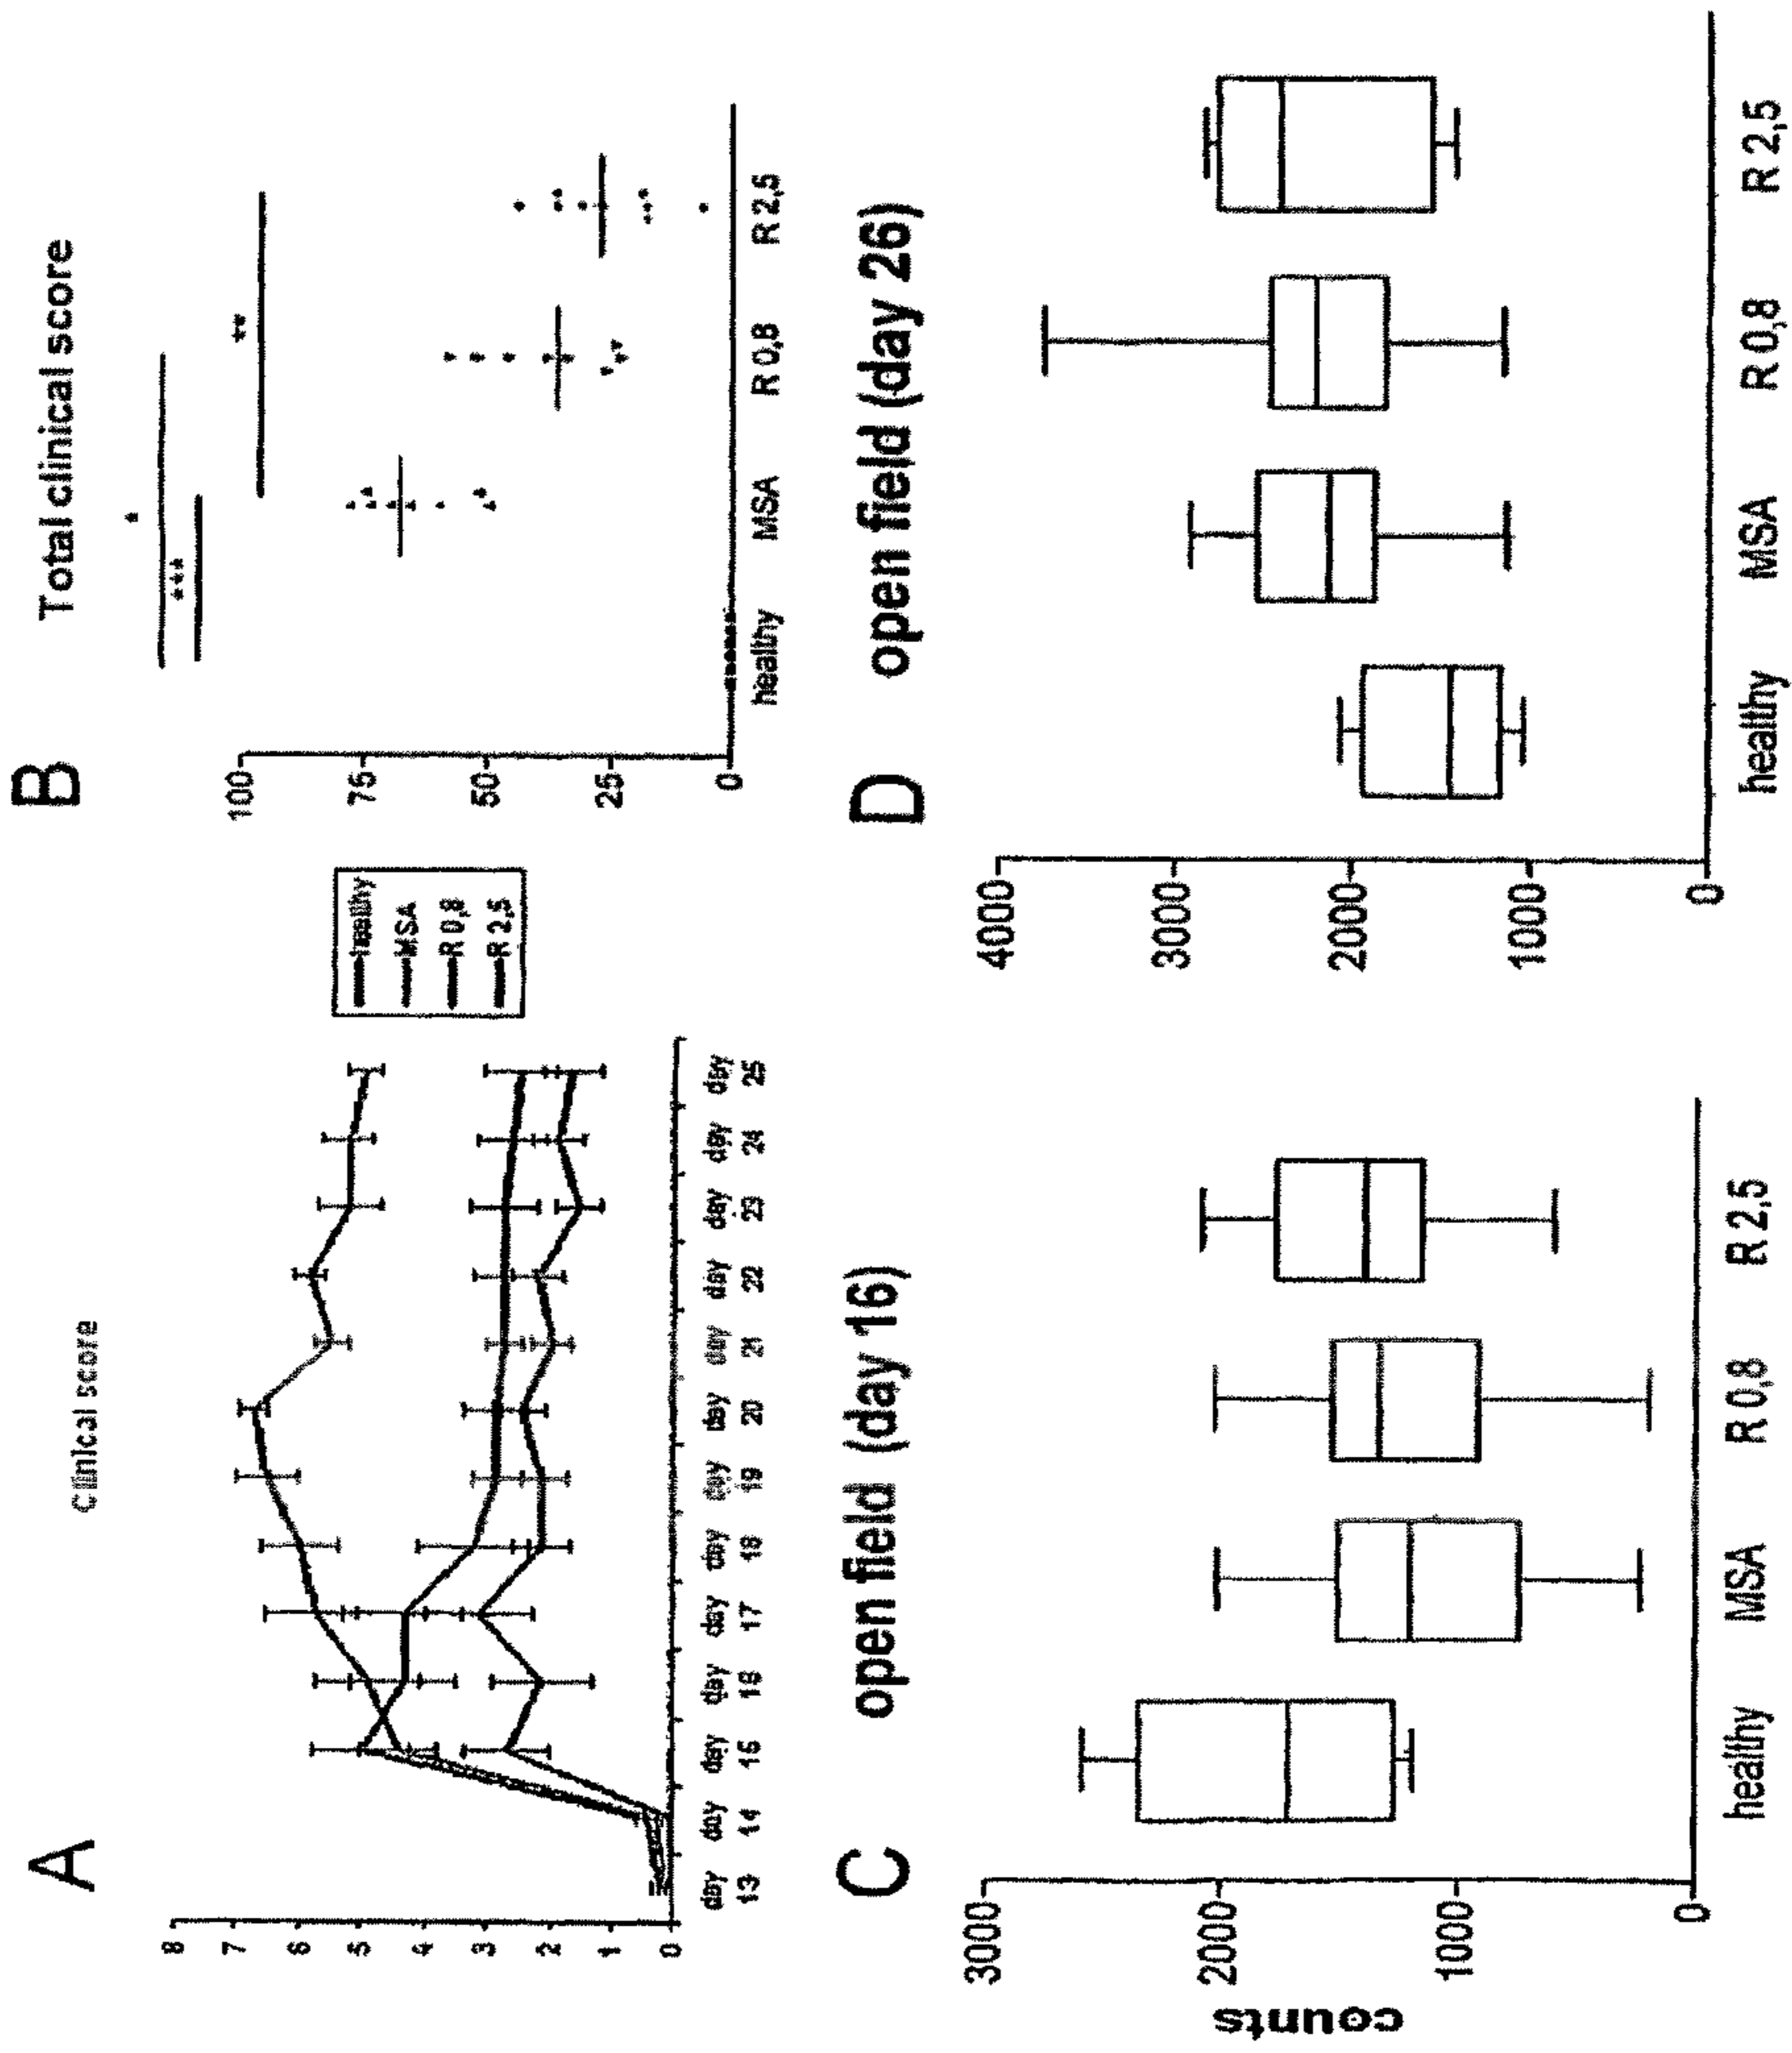 A
Clinical score
8
7
6
5
4
3
2
1
0
day day day day day day day day day day day day day
13 14 15 16 17 18 19 20 21 22 23 24 25
healthy
MSA
R 0,8
R 2,5
B
Total clinical score
*
***
**
100
75
50
25
0
healthy MSA R 0,8 R 2,5
C
open field (day 16)
counts
3000
2000
1000
0
healthy MSA R 0,8 R 2,5
D
open field (day 26)
4000
3000
2000
1000
0
healthy MSA R 0,8 R 2,5